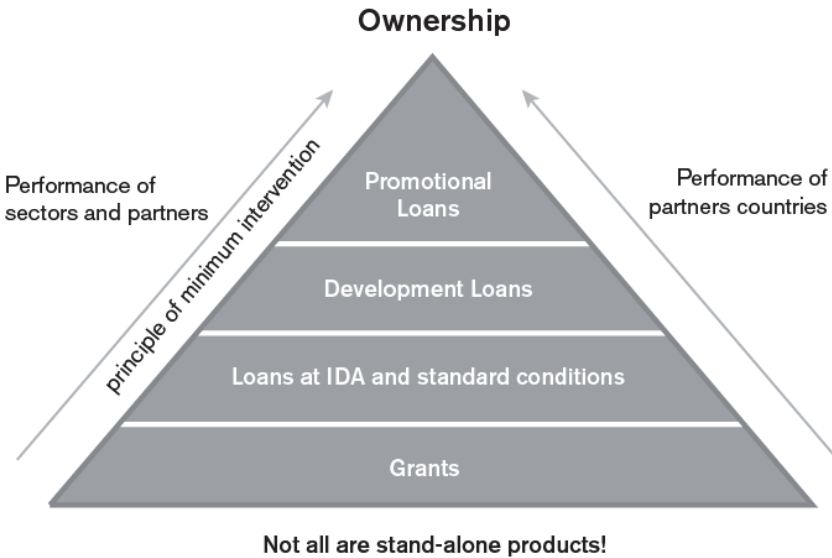 Ownership
Performance of
sectors and partners
principle of minimum intervention
Performance of
partners countries
Promotional
Loans
Development Loans
Loans at IDA and standard conditions
Grants
Not all are stand-alone products!